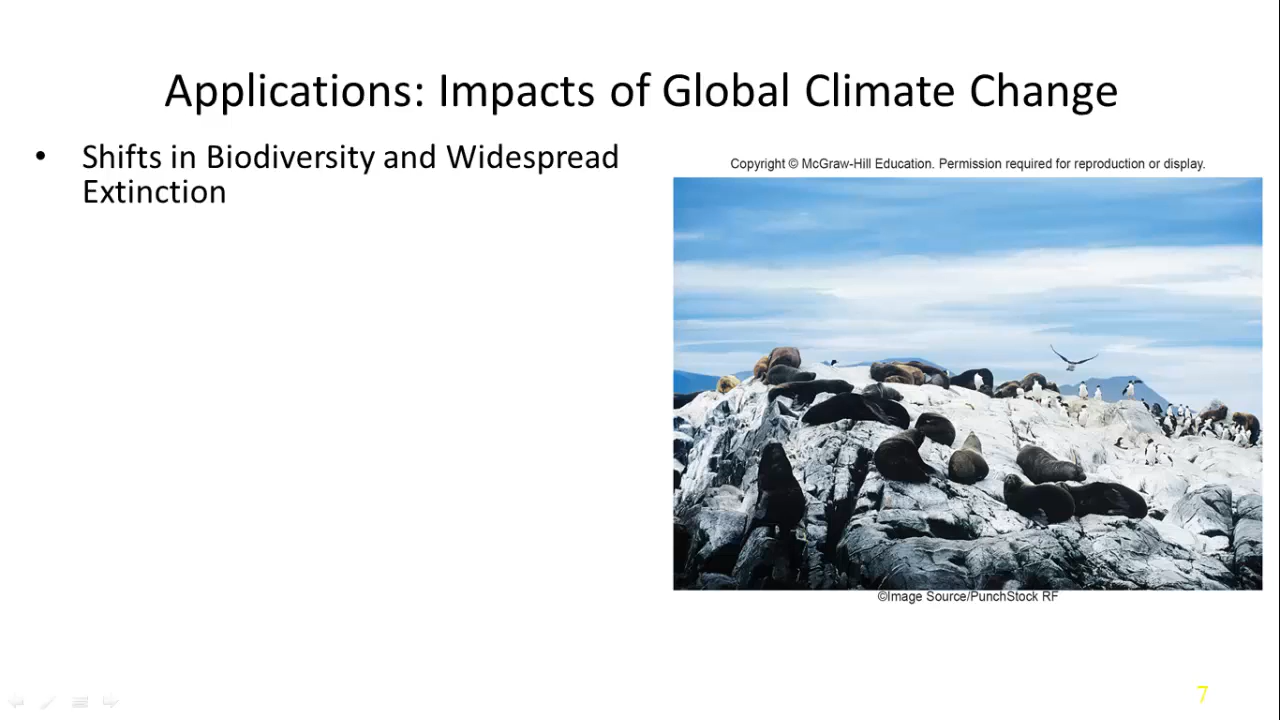 Applications: Impacts of Global Climate Change
• Shifts in Biodiversity and Widespread
Extinction
Copyright © McGraw-Hill Education. Permission required for reproduction or display.
©Image Source/PunchStock RF
7